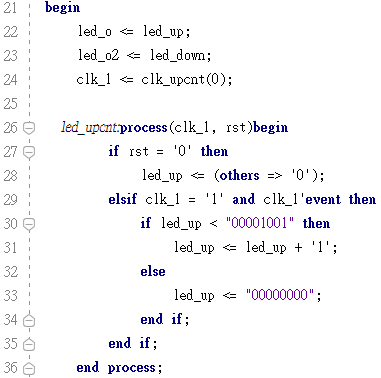 21 begin
22 led_o <= led_up;
23 led_o2 <= led_down;
24 clk_1 <= clk_upcnt(0);
25
26 led_upcnt:process(clk_1, rst)begin
27 if rst = '0' then
28 led_up <= (others => '0');
29 elsif clk_1 = '1' and clk_1'event then
30 if led_up < "00001001" then
31 led_up <= led_up + '1';
32 else
33 led_up <= "00000000";
34 end if;
35 end if;
36 end process;